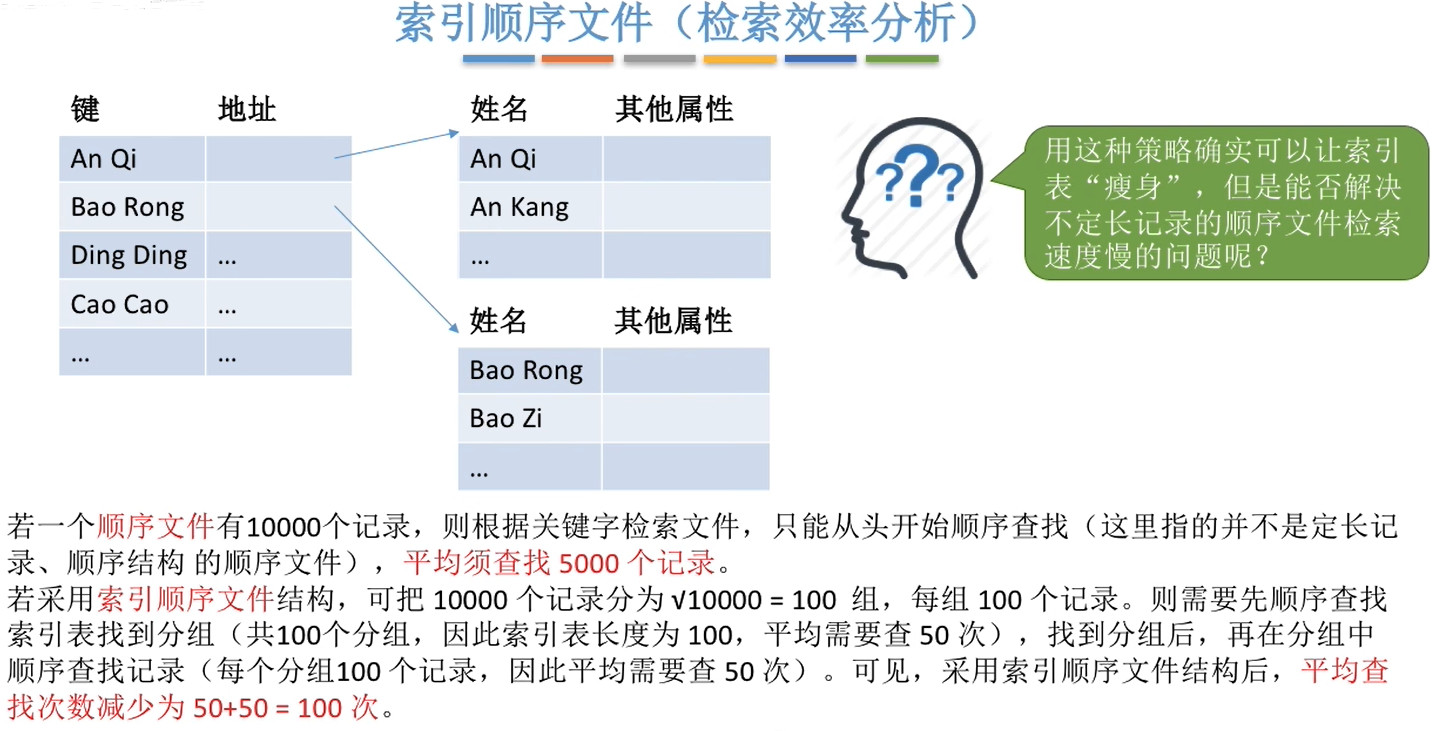 索引顺序文件（检索效率分析）
键 地址
An Qi
Bao Rong
Ding Ding ...
Cao Cao ...
... ...
姓名 其他属性
An Qi
An Kang
...
姓名 其他属性
Bao Rong
Bao Zi
...
???
用这种策略确实可以让索引
表“瘦身”，但是能否解决
不定长记录的顺序文件检索
速度慢的问题呢？
若一个顺序文件有10000个记录，则根据关键字检索文件，只能从头开始顺序查找（这里指的并不是定长记
录、顺序结构 的顺序文件），平均须查找 5000 个记录。
若采用索引顺序文件结构，可把 10000 个记录分为 √10000 = 100 组，每组 100 个记录。则需要先顺序查找
索引表找到分组（共100个分组，因此索引表长度为 100，平均需要查 50 次），找到分组后，再在分组中
顺序查找记录（每个分组100 个记录，因此平均需要查 50 次）。可见，采用索引顺序文件结构后，平均查
找次数减少为 50+50 = 100 次。